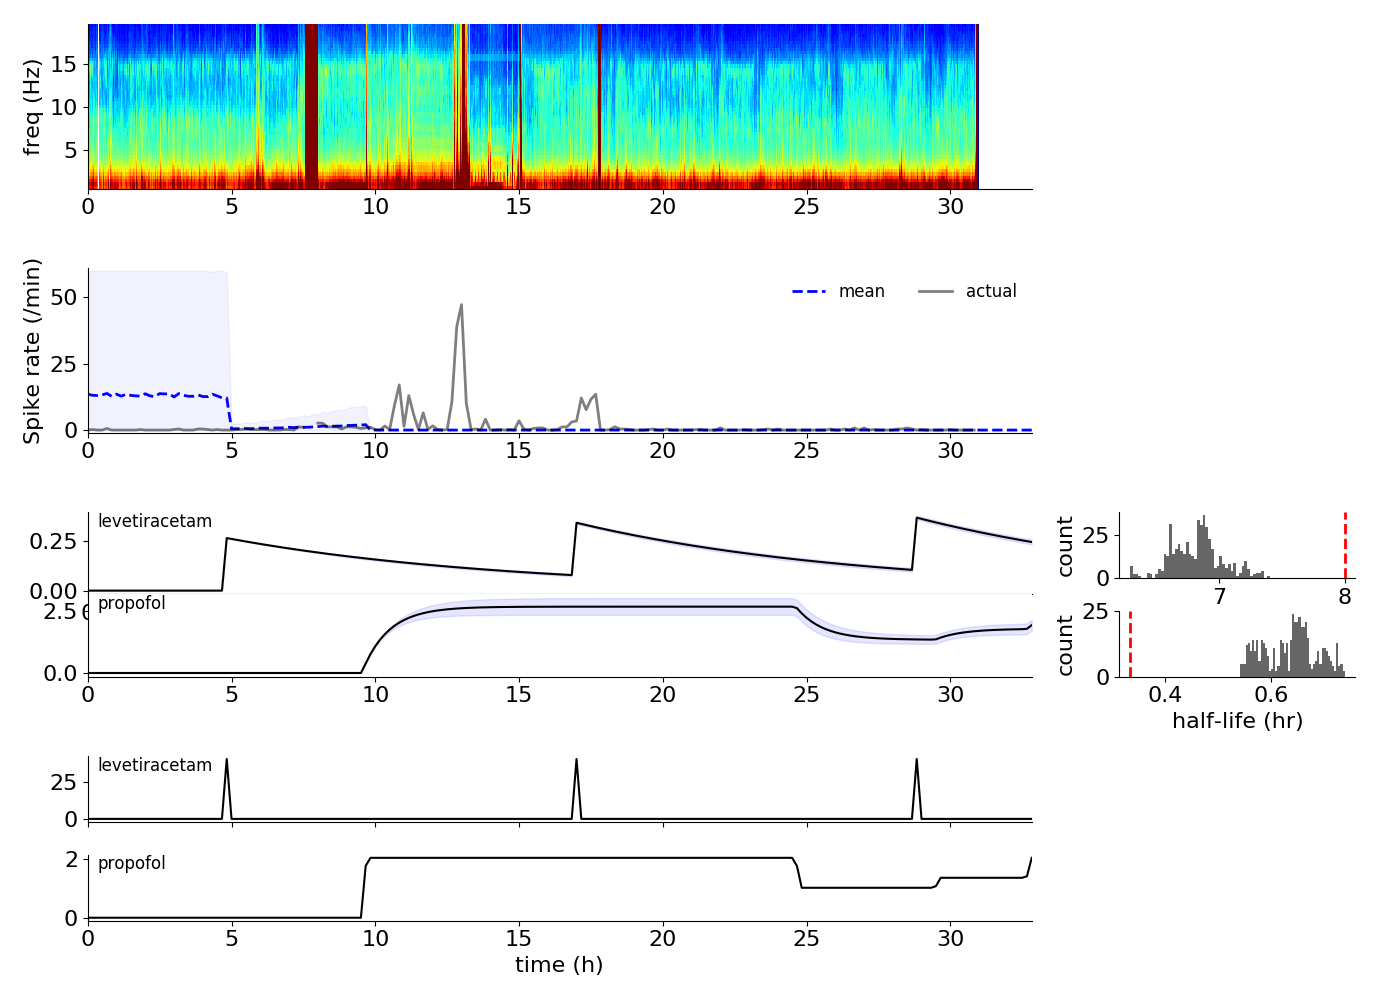 freq (Hz)
15
10
5
0 5 10 15 20 25 30
Spike rate (/min)
50
25
0
mean actual
0 5 10 15 20 25 30
levetiracetam
0.25
0.00
count
25
0
7 8
propofol
2.5
0.0
0 5 10 15 20 25 30
count
25
0
0.4 0.6
half-life (hr)
levetiracetam
25
0
propofol
2
0
0 5 10 15 20 25 30
time (h)